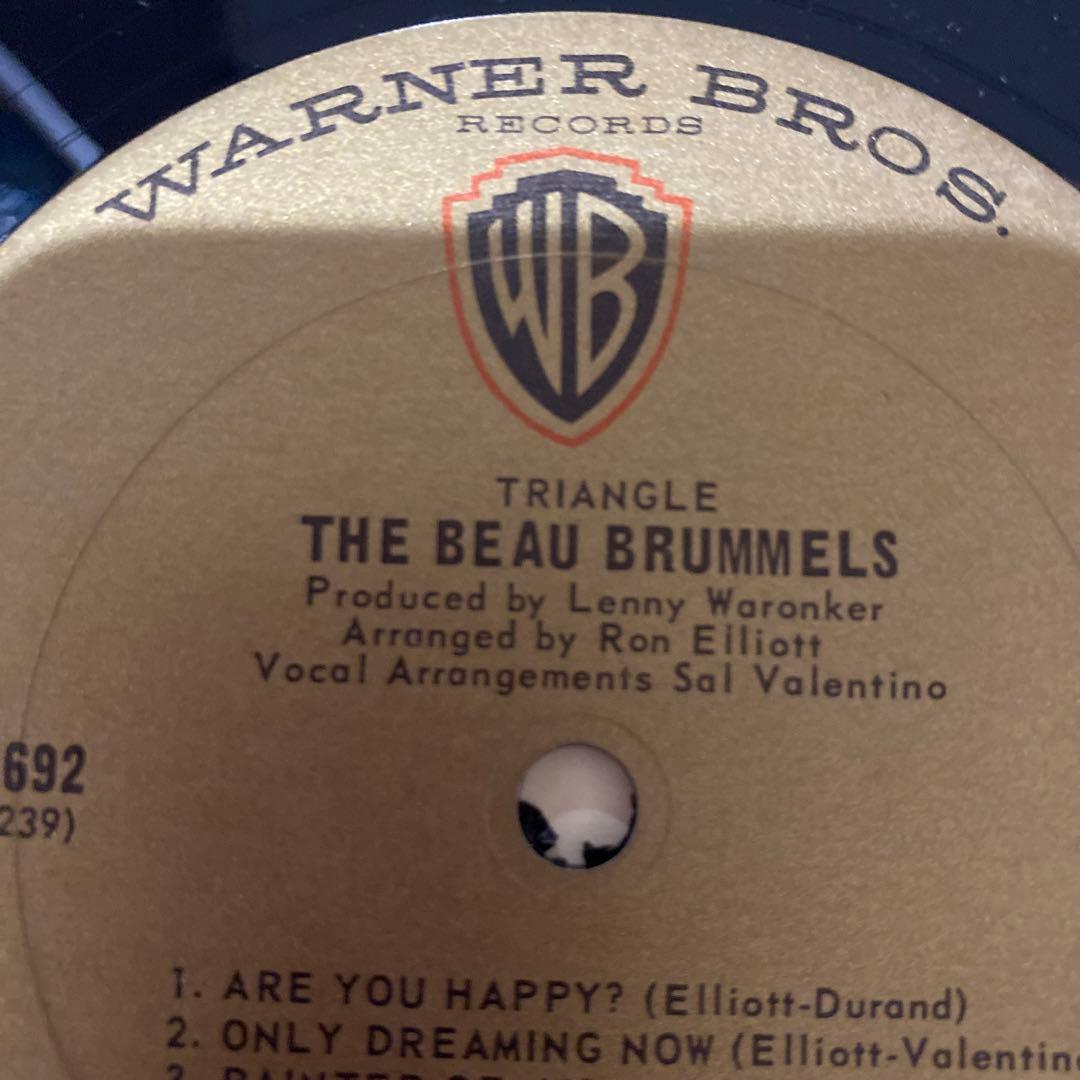 WARNER BROS.
RECORDS
WB
TRIANGLE
THE BEAU BRUMMELS
Produced by Lenny Waronker
Arranged by Ron Elliott
Vocal Arrangements Sal Valentino
692
239)
1. ARE YOU HAPPY? (Elliott-Durand)
2. ONLY DREAMING NOW (Elliott-Valentin